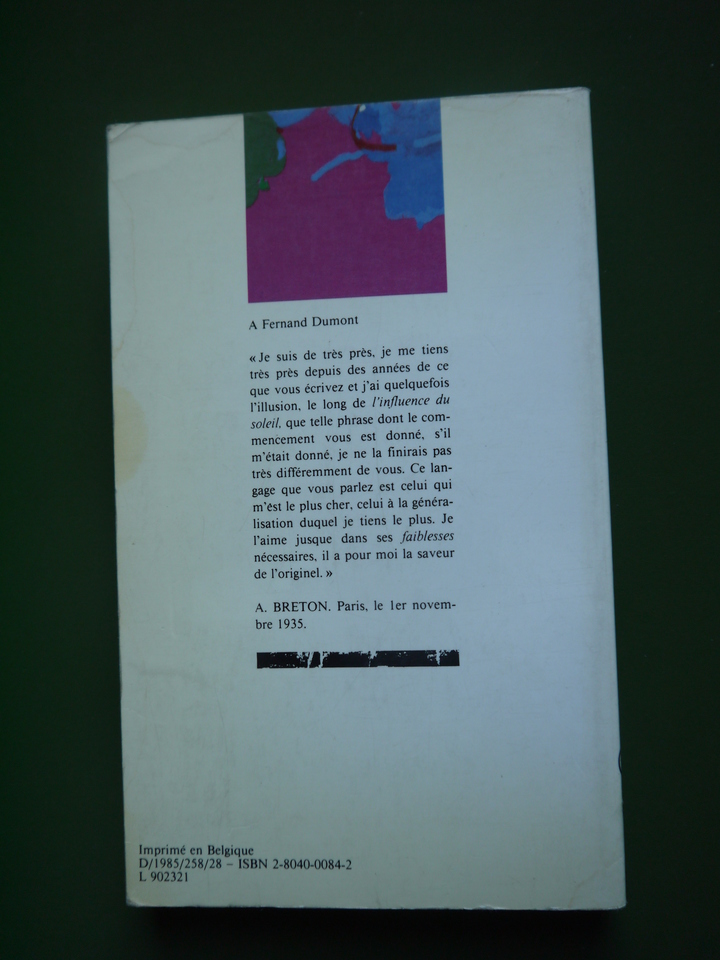 A Fernand Dumont
« Je suis de très près, je me tiens
très près depuis des années de ce
que vous écrivez et j'ai quelquefois
l'illusion, le long de l'influence du
soleil, que telle phrase dont le com-
mencement vous est donné, s'il
m'était donné, je ne la finirais pas
très différemment de vous. Ce lan-
gage que vous parlez est celui qui
m'est le plus cher, celui à la généra-
lisation duquel je tiens le plus. Je
l'aime jusque dans ses faiblesses
nécessaires, il a pour moi la saveur
de l'originel. »
A. BRETON. Paris, le 1er novem-
bre 1935.
Imprimé en Belgique
D/1985/258/28 – ISBN 2-8040-0084-2
L 902321